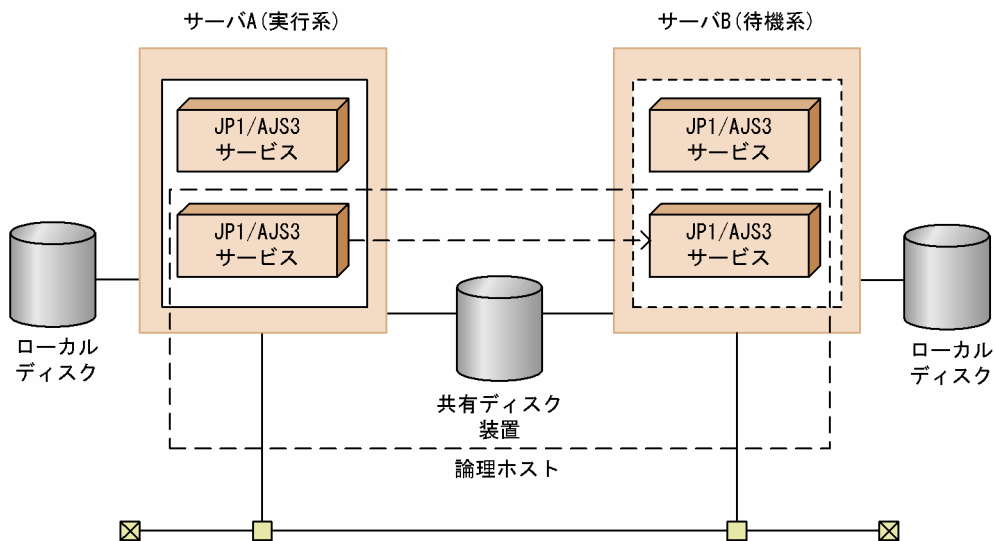 サーバA(実行系)
サーバB(待機系)
JP1/AJS3
サービス
JP1/AJS3
サービス
JP1/AJS3
サービス
JP1/AJS3
サービス
ローカル
ディスク
共有ディスク
装置
ローカル
ディスク
論理ホスト